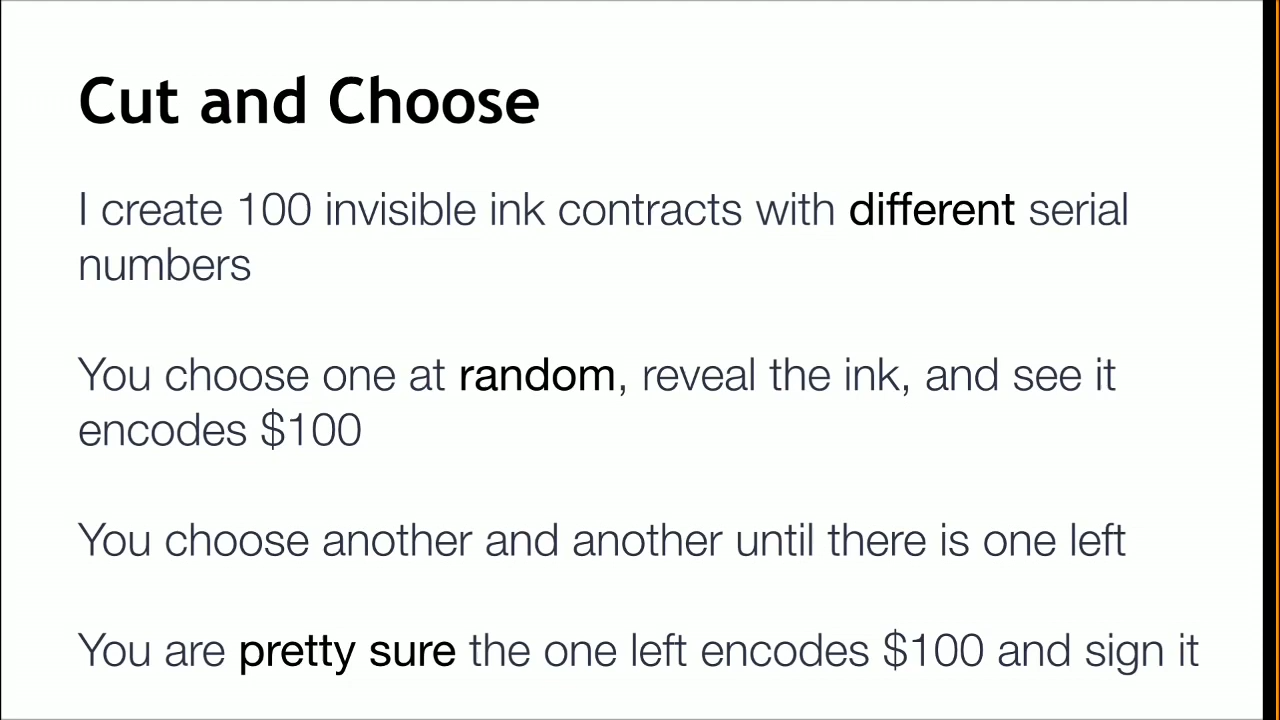 Cut and Choose
I create 100 invisible ink contracts with different serial
numbers
You choose one at random, reveal the ink, and see it
encodes $100
You choose another and another until there is one left
You are pretty sure the one left encodes $100 and sign it